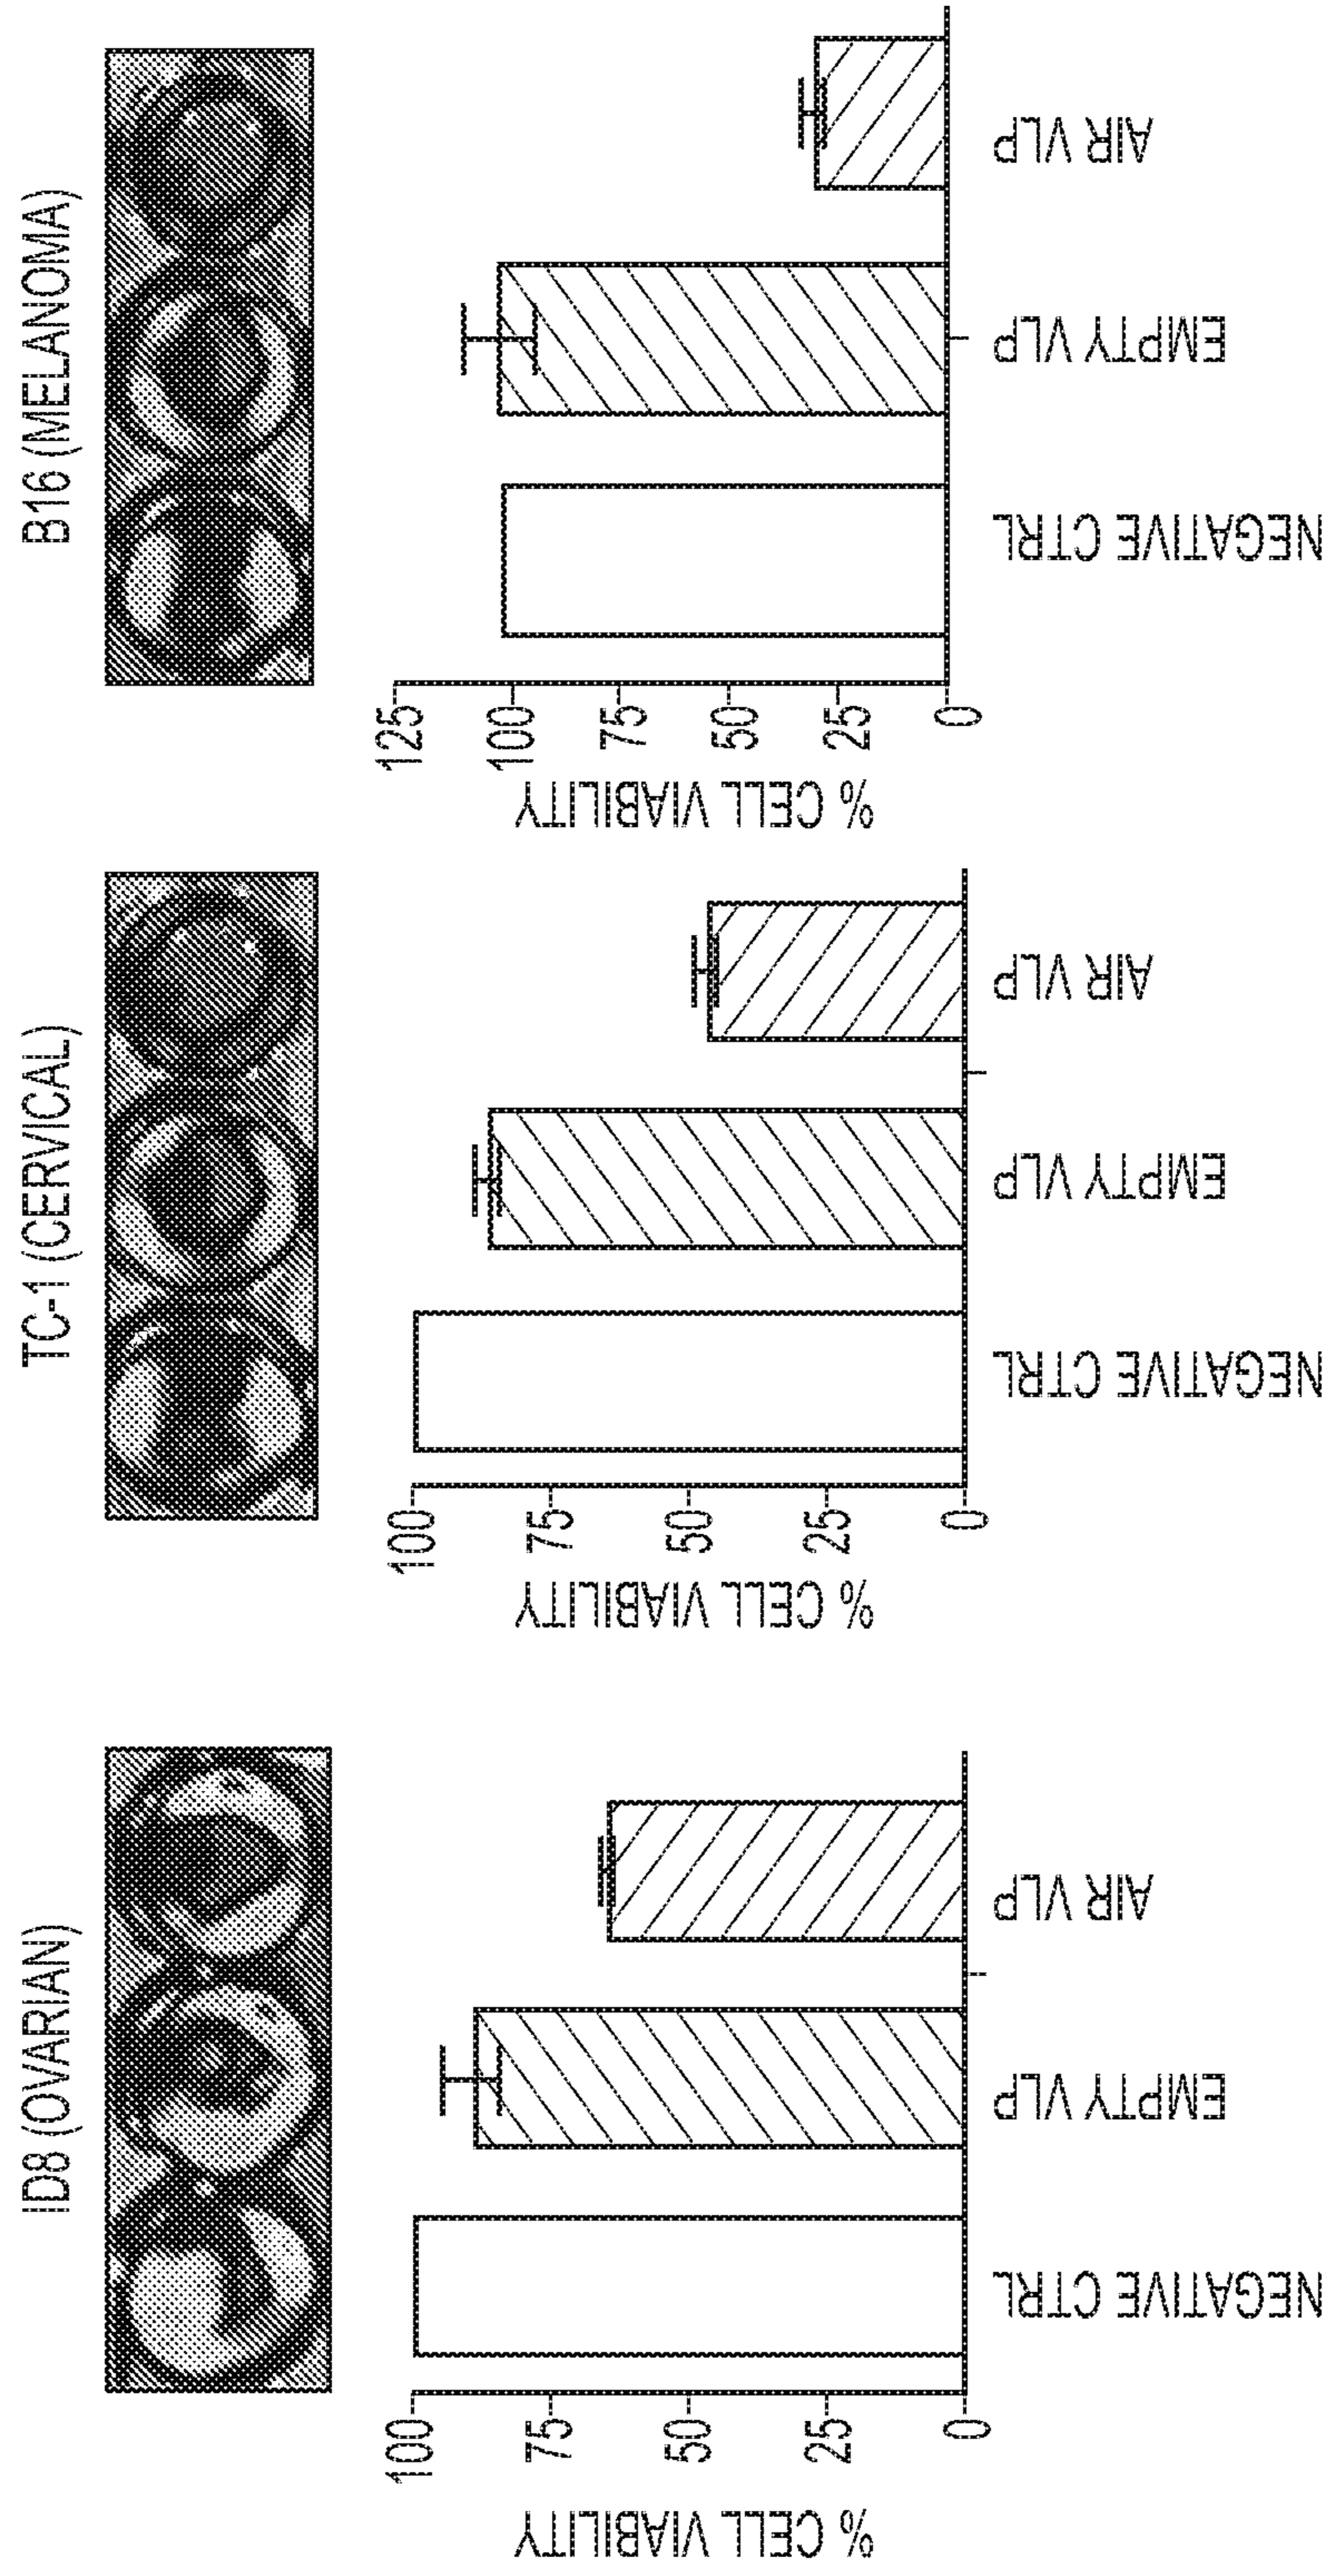 ID8 (OVARIAN)
% CELL VIABILITY
100
75
50
25
0
NEGATIVE CTRL
EMPTY VLP
AIR VLP
TC-1 (CERVICAL)
% CELL VIABILITY
100
75
50
25
0
NEGATIVE CTRL
EMPTY VLP
AIR VLP
B16 (MELANOMA)
% CELL VIABILITY
125
100
75
50
25
0
NEGATIVE CTRL
EMPTY VLP
AIR VLP